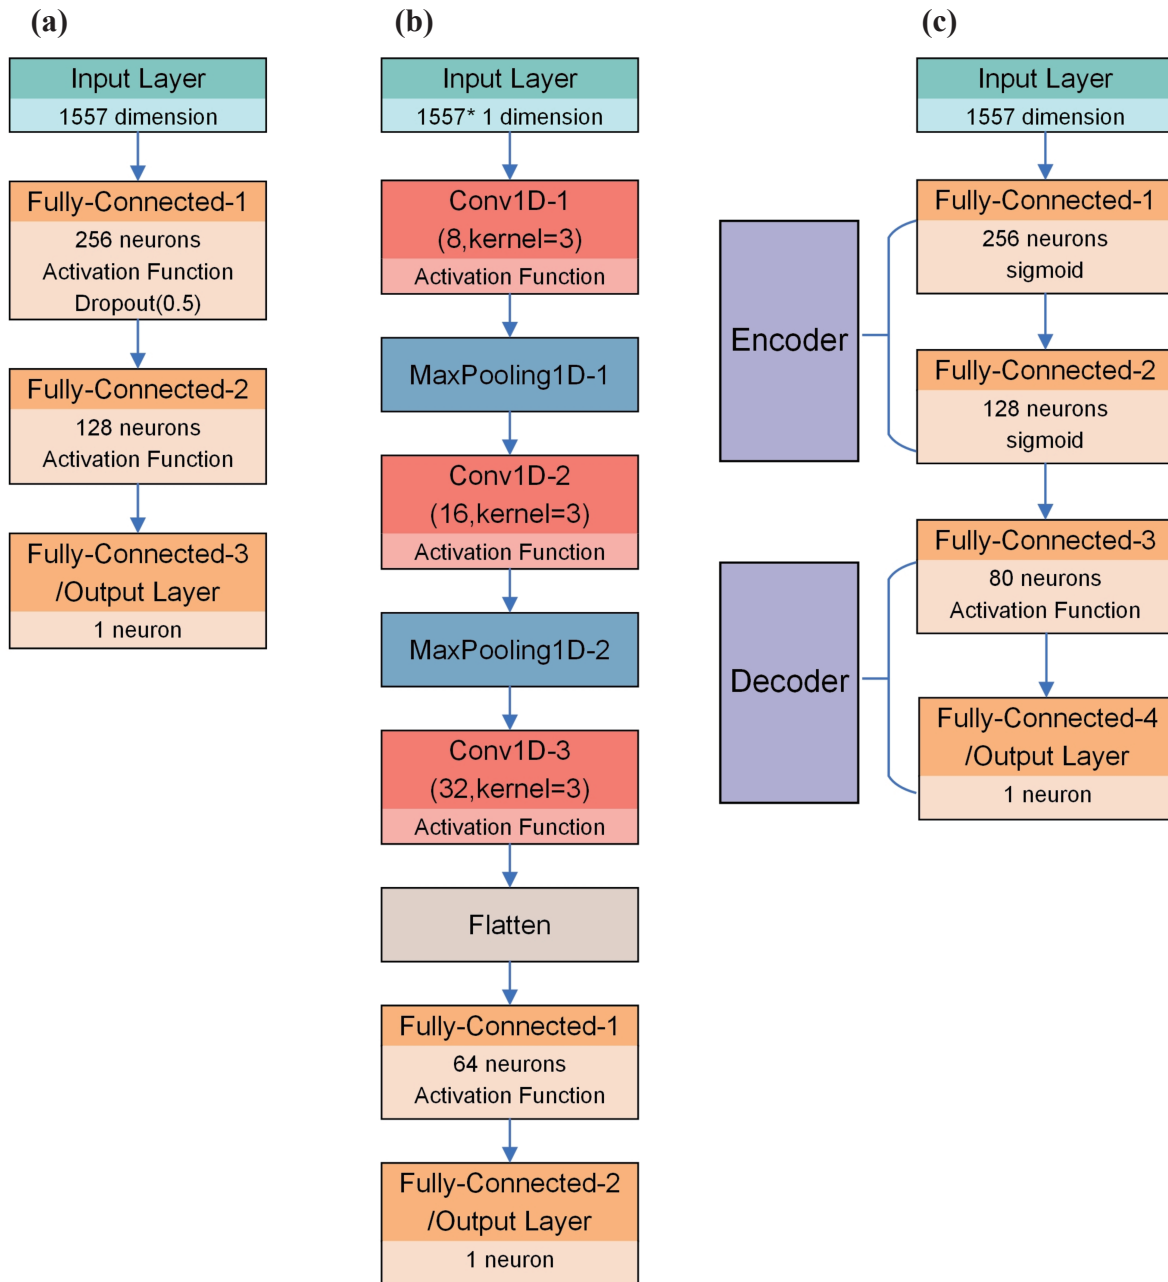 (a)
Input Layer
1557 dimension
Fully-Connected-1
256 neurons
Activation Function
Dropout(0.5)
Fully-Connected-2
128 neurons
Activation Function
Fully-Connected-3
/Output Layer
1 neuron
(b)
Input Layer
1557* 1 dimension
Conv1D-1
(8,kernel=3)
Activation Function
MaxPooling1D-1
Conv1D-2
(16,kernel=3)
Activation Function
MaxPooling1D-2
Conv1D-3
(32,kernel=3)
Activation Function
Flatten
Fully-Connected-1
64 neurons
Activation Function
Fully-Connected-2
/Output Layer
1 neuron
(c)
Input Layer
1557 dimension
Encoder
Fully-Connected-1
256 neurons
sigmoid
Fully-Connected-2
128 neurons
sigmoid
Decoder
Fully-Connected-3
80 neurons
Activation Function
Fully-Connected-4
/Output Layer
1 neuron